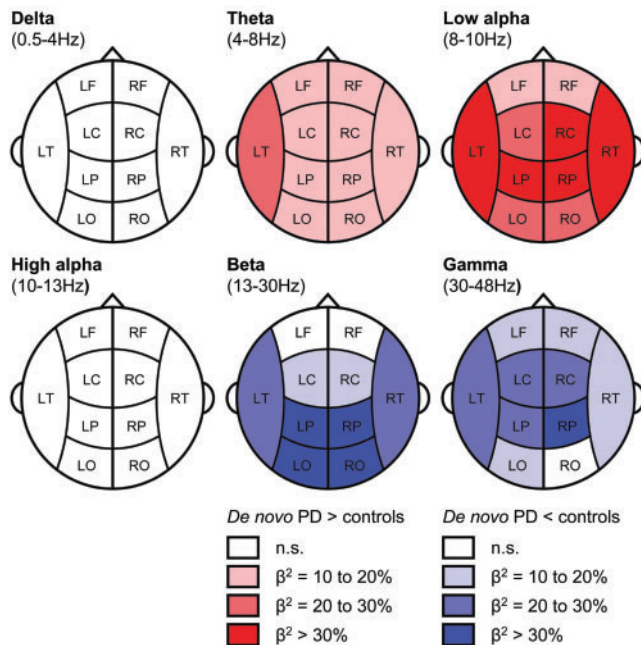 Delta Theta Low alpha
(0.5-4Hz) (4-8Hz) (8-10Hz)
LF RF LF RF LF RF
LC RC LC RC LC RC
LT RT LT RT LT RT
LP RP LP RP LP RP
LO RO LO RO LO RO
High alpha Beta Gamma
(10-13Hz) (13-30Hz) (30-48Hz)
LF RF LF RF LF RF
LC RC LC RC LC RC
LT RT LT RT LT RT
LP RP LP RP LP RP
LO RO LO RO LO RO
De novo PD > controls De novo PD < controls
n.s. n.s.
β² = 10 to 20% β² = 10 to 20%
β² = 20 to 30% β² = 20 to 30%
β² > 30% β² > 30%